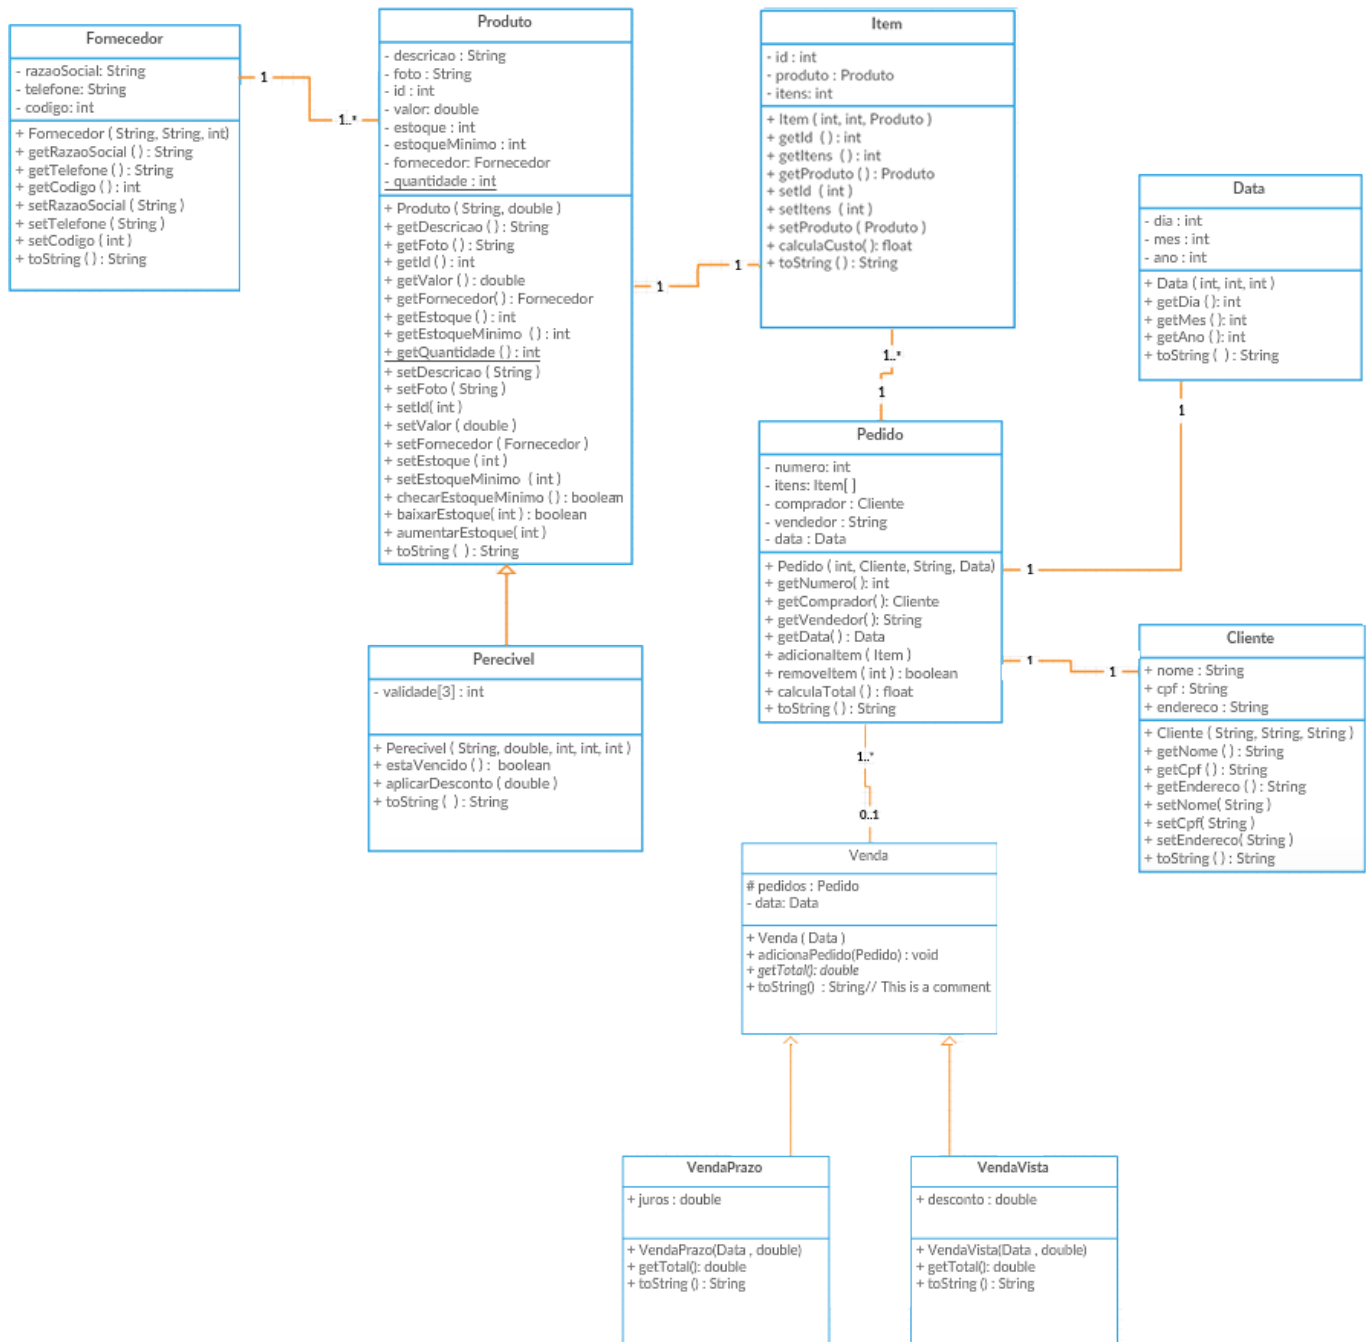 Fornecedor
- razaoSocial: String
- telefone: String
- codigo: int
+ Fornecedor ( String, String, int)
+ getRazaoSocial ( ) : String
+ getTelefone ( ) : String
+ getCodigo ( ) : int
+ setRazaoSocial ( String )
+ setTelefone ( String )
+ setCodigo ( int )
+ toString ( ) : String
1
1..*
Produto
- descricao : String
- foto : String
- id : int
- valor: double
- estoque : int
- estoqueMinimo : int
- fornecedor: Fornecedor
- quantidade : int
+ Produto ( String, double )
+ getDescricao ( ) : String
+ getFoto ( ) : String
+ getId ( ) : int
+ getValor ( ) : double
+ getFornecedor( ) : Fornecedor
+ getEstoque ( ) : int
+ getEstoqueMinimo ( ) : int
+ getQuantidade ( ) : int
+ setDescricao ( String )
+ setFoto ( String )
+ setId( int )
+ setValor ( double )
+ setFornecedor ( Fornecedor )
+ setEstoque ( int )
+ setEstoqueMinimo ( int )
+ checarEstoqueMinimo ( ) : boolean
+ baixarEstoque( int ) : boolean
+ aumentarEstoque( int )
+ toString ( ) : String
1
1
Item
- id : int
- produto : Produto
- itens: int
+ Item ( int, int, Produto )
+ getId ( ) : int
+ getItens ( ) : int
+ getProduto ( ) : Produto
+ setId ( int )
+ setItens ( int )
+ setProduto ( Produto )
+ calculaCusto( ): float
+ toString ( ) : String
1..*
1
Data
- dia : int
- mes : int
- ano : int
+ Data ( int, int, int )
+ getDia ( ): int
+ getMes ( ): int
+ getAno ( ): int
+ toString ( ) : String
1
Pedido
- numero: int
- itens: Item[ ]
- comprador : Cliente
- vendedor : String
- data : Data
+ Pedido ( int, Cliente, String, Data)
+ getNumero( ): int
+ getComprador( ): Cliente
+ getVendedor( ): String
+ getData( ) : Data
+ adicionaItem ( Item )
+ removeItem ( int ) : boolean
+ calculaTotal ( ) : float
+ toString ( ) : String
1
1
1
Cliente
+ nome : String
+ cpf : String
+ endereco : String
+ Cliente ( String, String, String )
+ getNome ( ) : String
+ getCpf ( ) : String
+ getEndereco ( ) : String
+ setNome( String )
+ setCpf( String )
+ setEndereco( String )
+ toString ( ) : String
Perecivel
- validade[3] : int
+ Perecivel ( String, double, int, int, int )
+ estaVencido ( ) : boolean
+ aplicarDesconto ( double )
+ toString ( ) : String
1..*
0..1
Venda
# pedidos : Pedido
- data: Data
+ Venda ( Data )
+ adicionaPedido(Pedido) : void
+ getTotal(): double
+ toString() : String// This is a comment
VendaPrazo
+ juros : double
+ VendaPrazo(Data , double)
+ getTotal(): double
+ toString () : String
VendaVista
+ desconto : double
+ VendaVista(Data , double)
+ getTotal(): double
+ toString () : String